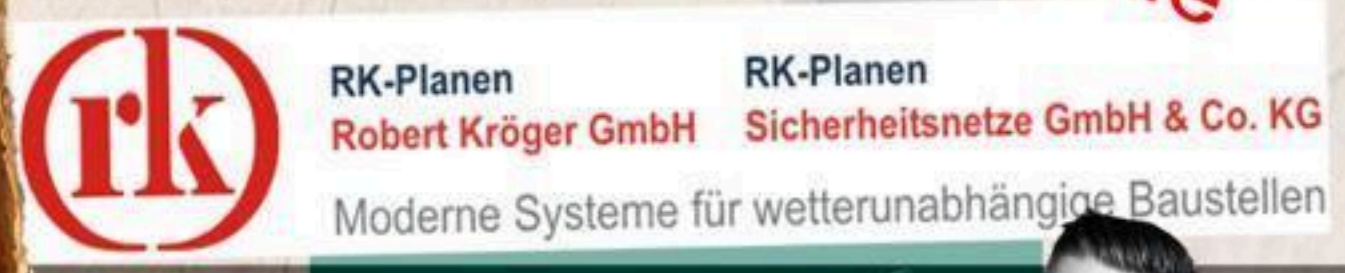 rk
RK-Planen
Robert Kröger GmbH
RK-Planen
Sicherheitsnetze GmbH & Co. KG
Moderne Systeme für wetterunabhängige Baustellen